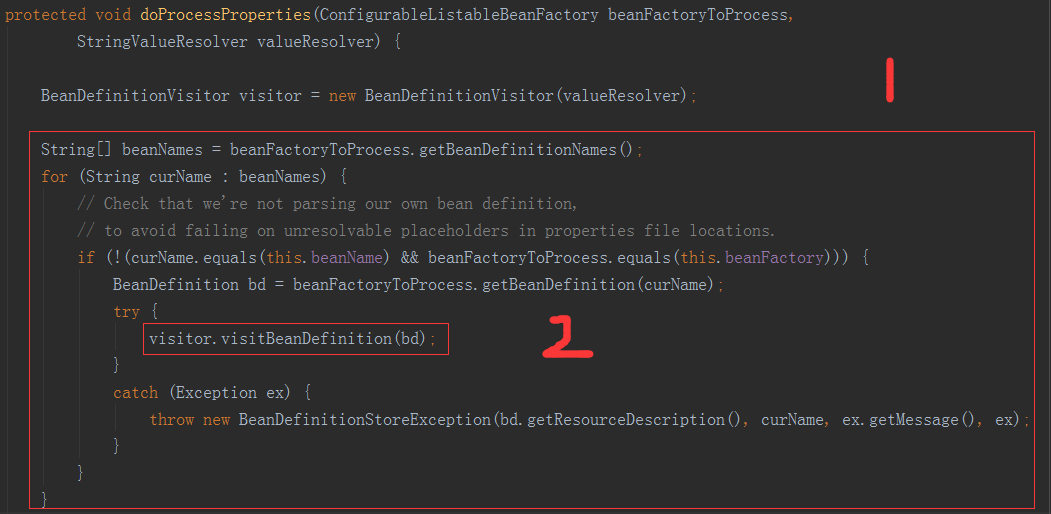 protected void doProcessProperties(ConfigurableListableBeanFactory beanFactoryToProcess,
        StringValueResolver valueResolver) {
1
    BeanDefinitionVisitor visitor = new BeanDefinitionVisitor(valueResolver);
    String[] beanNames = beanFactoryToProcess.getBeanDefinitionNames();
    for (String curName : beanNames) {
        // Check that we're not parsing our own bean definition,
        // to avoid failing on unresolvable placeholders in properties file locations.
        if (!(curName.equals(this.beanName) && beanFactoryToProcess.equals(this.beanFactory))) {
            BeanDefinition bd = beanFactoryToProcess.getBeanDefinition(curName);
            try {
                visitor.visitBeanDefinition(bd);
2
            }
            catch (Exception ex) {
                throw new BeanDefinitionStoreException(bd.getResourceDescription(), curName, ex.getMessage(), ex);
            }
        }
    }